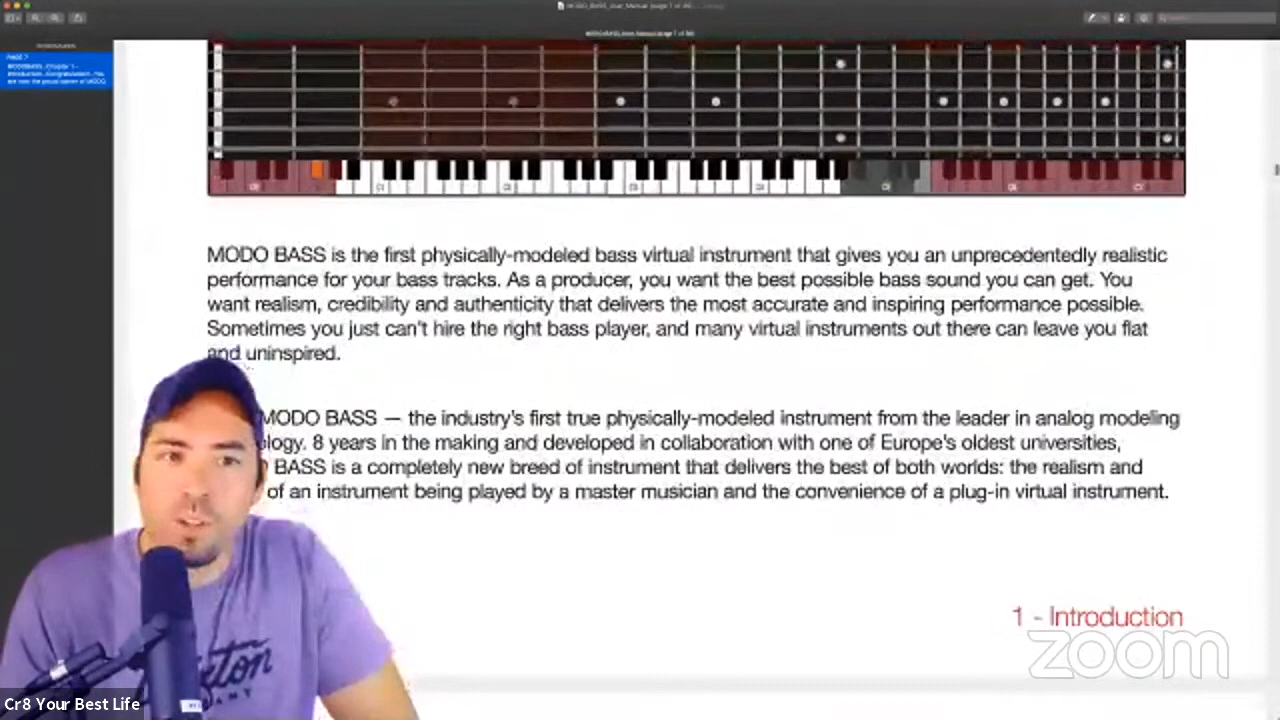 MODO BASS is the first physically-modeled bass virtual instrument that gives you an unprecedentedly realistic
performance for your bass tracks. As a producer, you want the best possible bass sound you can get. You
want realism, credibility and authenticity that delivers the most accurate and inspiring performance possible.
Sometimes you just can't hire the right bass player, and many virtual instruments out there can leave you flat
and uninspired.
MODO BASS — the industry's first true physically-modeled instrument from the leader in analog modeling
ology. 8 years in the making and developed in collaboration with one of Europe's oldest universities,
BASS is a completely new breed of instrument that delivers the best of both worlds: the realism and
of an instrument being played by a master musician and the convenience of a plug-in virtual instrument.
1 - Introduction
zoom
Cr8 Your Best Life